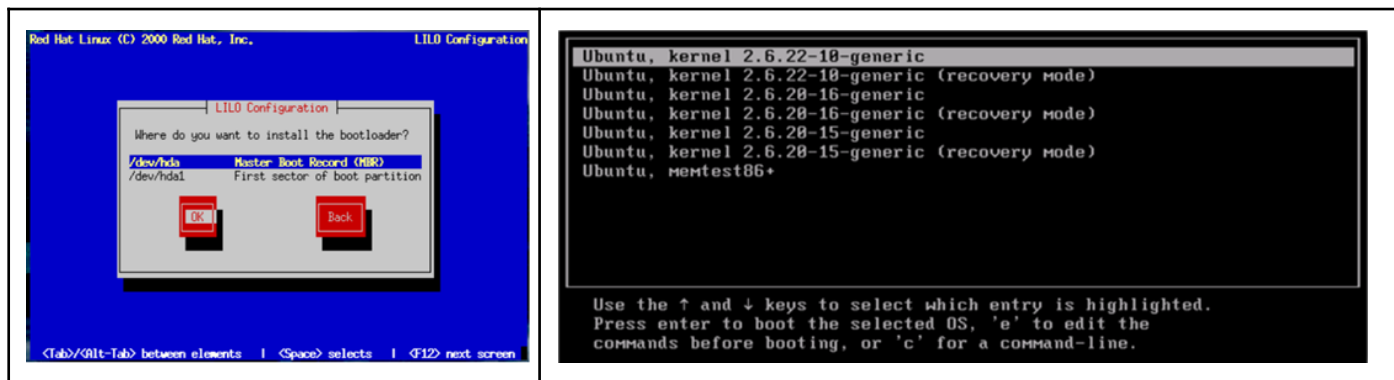 Red Hat Linux (C) 2000 Red Hat, Inc. LILO Configuration
LILO Configuration
Where do you want to install the bootloader?
/dev/hda Master Boot Record (MBR)
/dev/hda1 First sector of boot partition
OK Back
<Tab>/<Alt-Tab> between elements | <Space> selects | <F12> next screen
Ubuntu, kernel 2.6.22-10-generic
Ubuntu, kernel 2.6.22-10-generic (recovery mode)
Ubuntu, kernel 2.6.20-16-generic
Ubuntu, kernel 2.6.20-16-generic (recovery mode)
Ubuntu, kernel 2.6.20-15-generic
Ubuntu, kernel 2.6.20-15-generic (recovery mode)
Ubuntu, memtest86+
Use the ↑ and ↓ keys to select which entry is highlighted.
Press enter to boot the selected OS, 'e' to edit the
commands before booting, or 'c' for a command-line.